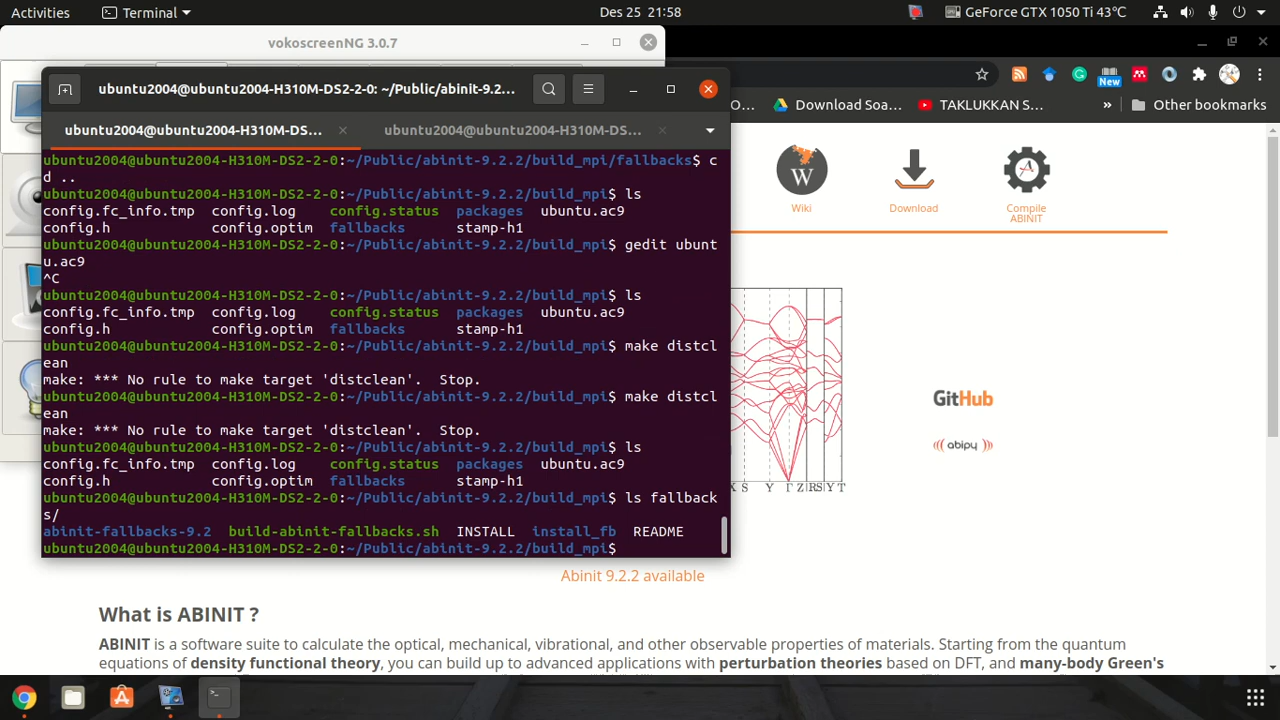 Activities
Terminal
Des 25 21:58
GeForce GTX 1050 Ti 43℃
vokoscreenNG 3.0.7
ubuntu2004@ubuntu2004-H310M-DS2-2-0: ~/Public/abinit-9.2...
New
ubuntu2004@ubuntu2004-H310M-DS...
ubuntu2004@ubuntu2004-H310M-DS...
O...
Download Soa...
TAKLUKKAN S...
»
Other bookmarks
ubuntu2004@ubuntu2004-H310M-DS2-2-0:~/Public/abinit-9.2.2/build_mpi/fallbacks$ c
d ..
ubuntu2004@ubuntu2004-H310M-DS2-2-0:~/Public/abinit-9.2.2/build_mpi$ ls
config.fc_info.tmp config.log config.status packages ubuntu.ac9
config.h config.optim fallbacks stamp-h1
ubuntu2004@ubuntu2004-H310M-DS2-2-0:~/Public/abinit-9.2.2/build_mpi$ gedit ubunt
u.ac9
^C
ubuntu2004@ubuntu2004-H310M-DS2-2-0:~/Public/abinit-9.2.2/build_mpi$ ls
config.fc_info.tmp config.log config.status packages ubuntu.ac9
config.h config.optim fallbacks stamp-h1
ubuntu2004@ubuntu2004-H310M-DS2-2-0:~/Public/abinit-9.2.2/build_mpi$ make distcl
ean
make: *** No rule to make target 'distclean'. Stop.
ubuntu2004@ubuntu2004-H310M-DS2-2-0:~/Public/abinit-9.2.2/build_mpi$ make distcl
ean
make: *** No rule to make target 'distclean'. Stop.
ubuntu2004@ubuntu2004-H310M-DS2-2-0:~/Public/abinit-9.2.2/build_mpi$ ls
config.fc_info.tmp config.log config.status packages ubuntu.ac9
config.h config.optim fallbacks stamp-h1
ubuntu2004@ubuntu2004-H310M-DS2-2-0:~/Public/abinit-9.2.2/build_mpi$ ls fallback
s/
abinit-fallbacks-9.2 build-abinit-fallbacks.sh INSTALL install_fb README
ubuntu2004@ubuntu2004-H310M-DS2-2-0:~/Public/abinit-9.2.2/build_mpi$
W
Wiki
Download
Compile
ABINIT
X S Y Γ Z|RS|Y T
GitHub
abipy
Abinit 9.2.2 available
What is ABINIT ?
ABINIT is a software suite to calculate the optical, mechanical, vibrational, and other observable properties of materials. Starting from the quantum
equations of density functional theory, you can build up to advanced applications with perturbation theories based on DFT, and many-body Green's